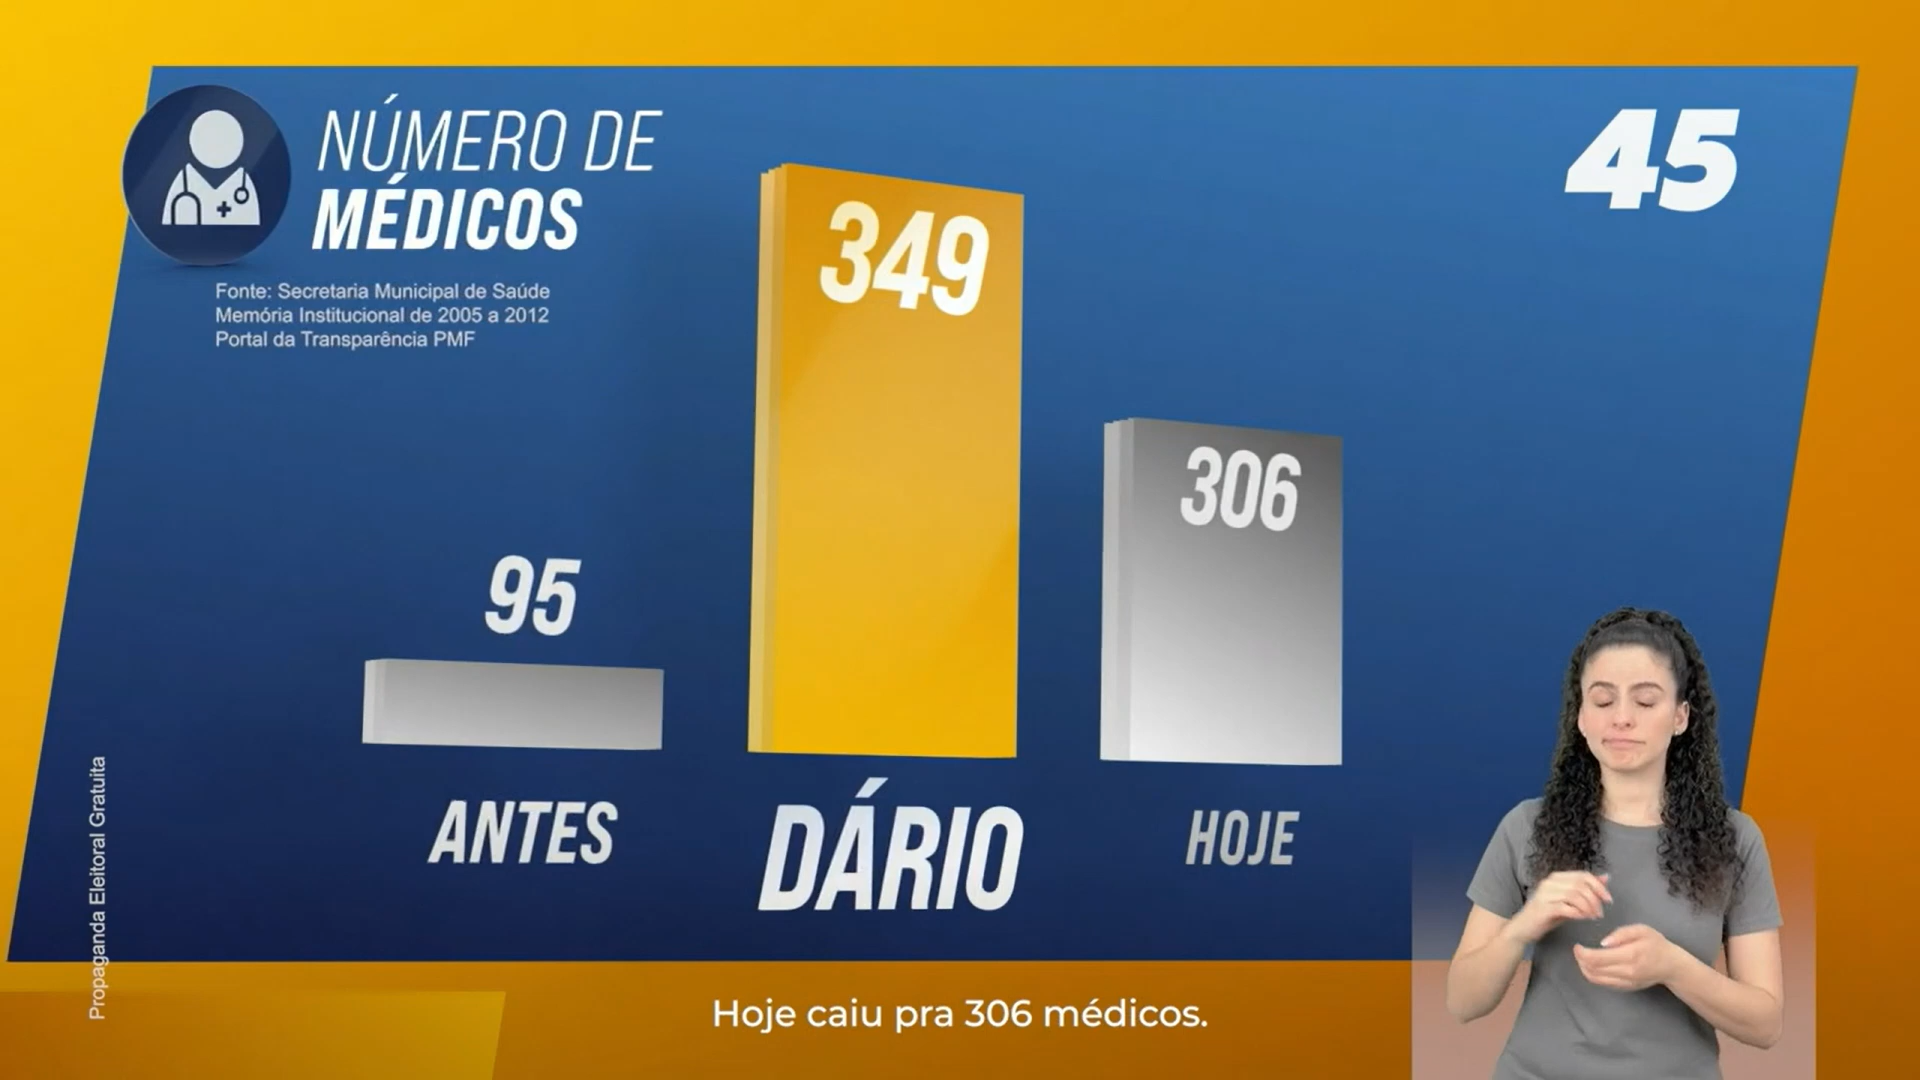 NÚMERO DE
MÉDICOS
Fonte: Secretaria Municipal de Saúde
Memória Institucional de 2005 a 2012
Portal da Transparência PMF
45
349
306
95
ANTES
DÁRIO
HOJE
Propaganda Eleitoral Gratuita
Hoje caiu pra 306 médicos.